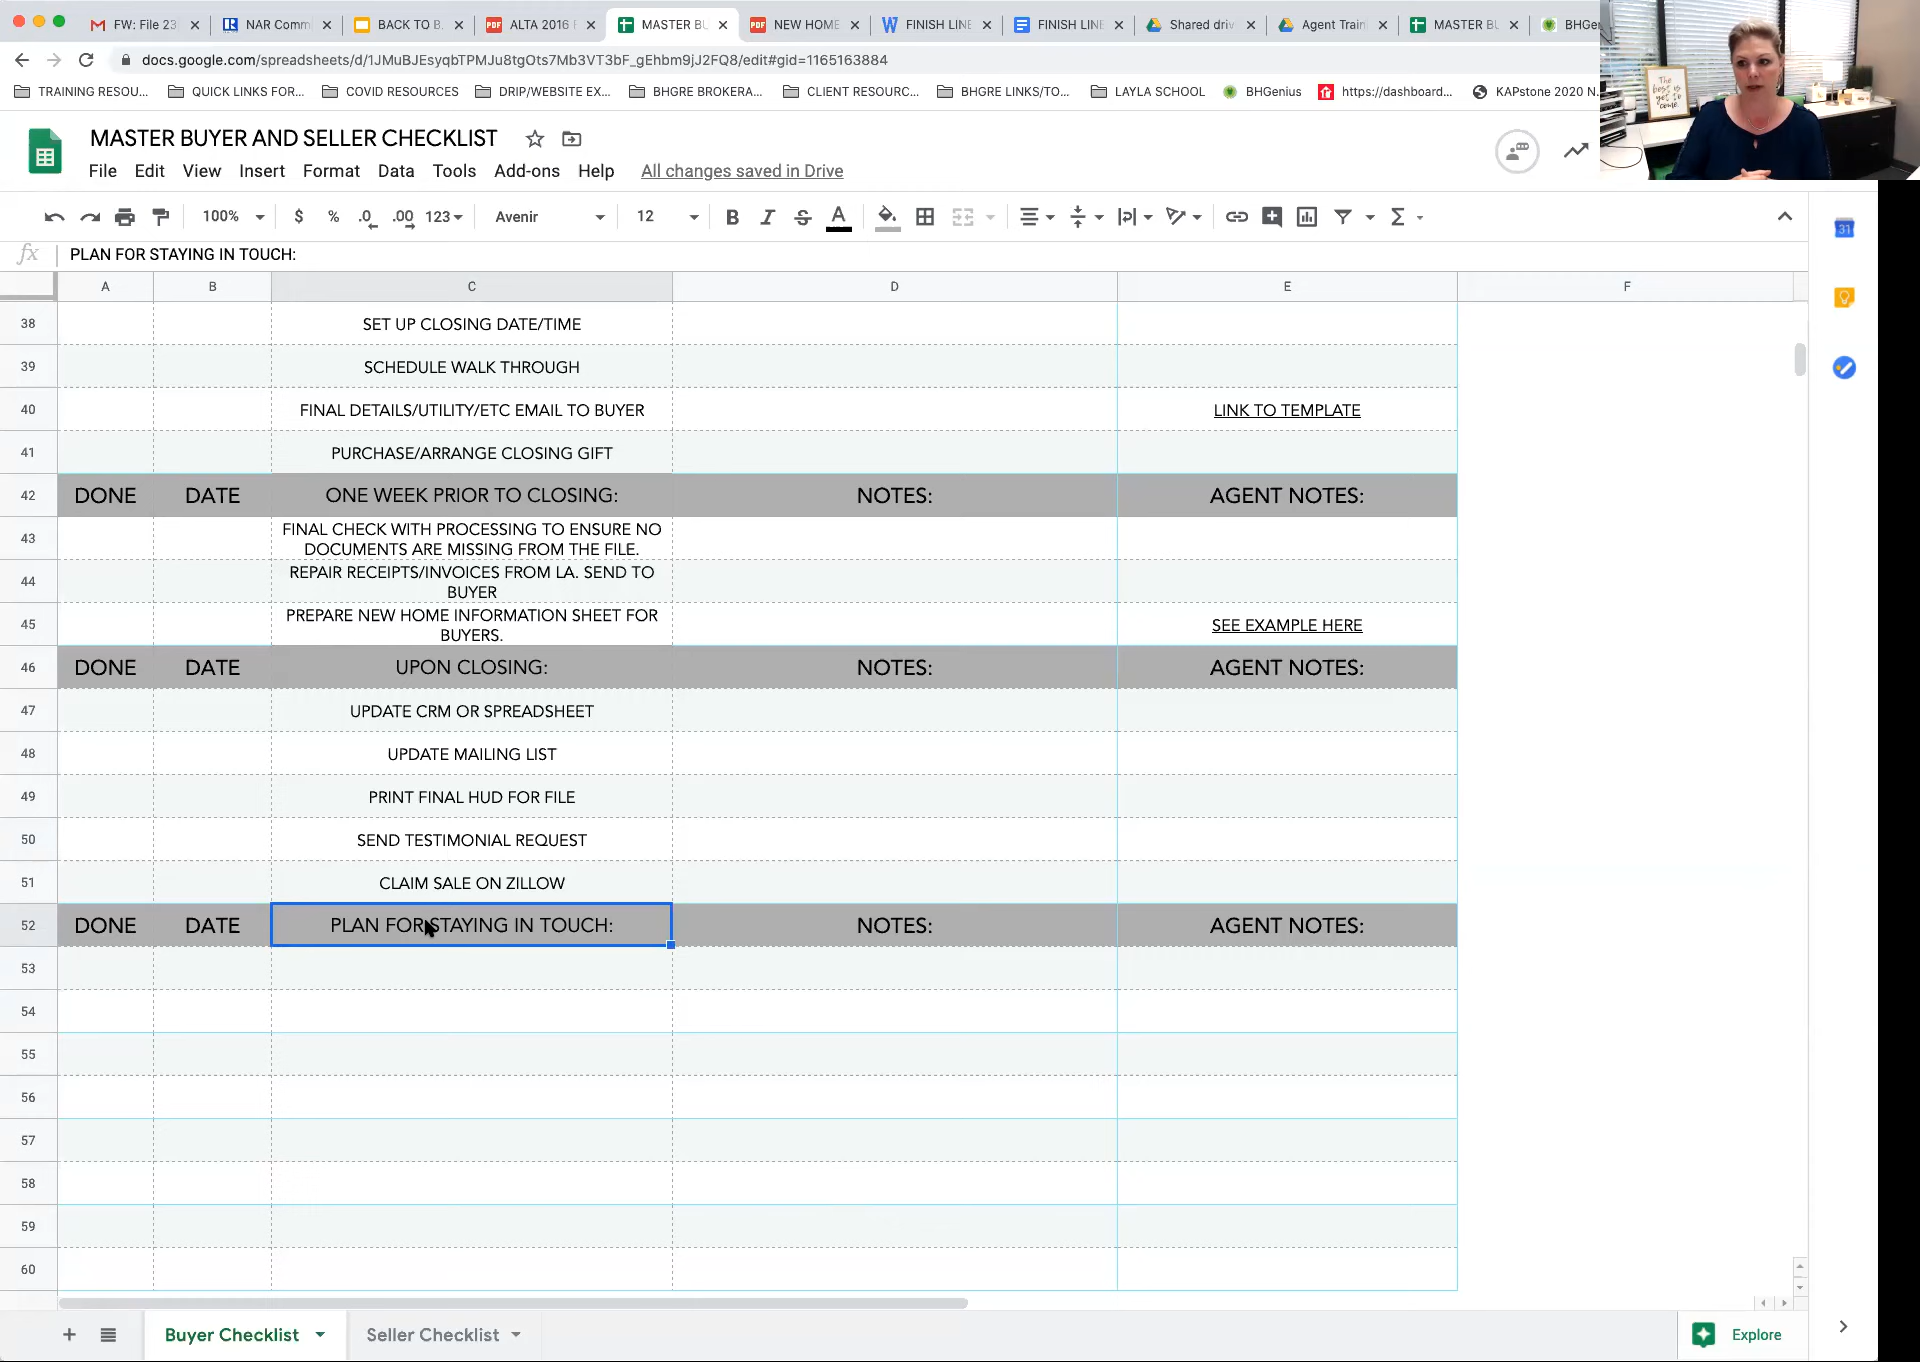 FW: File 23
NAR Comm
BACK TO B
ALTA 2016 F
MASTER BU
NEW HOME
FINISH LINE
FINISH LINE
Shared driv
Agent Train
MASTER BU
BHGe
docs.google.com/spreadsheets/d/1JMuBJEsyqbTPMJu8tgOts7Mb3VT3bF_gEhbm9jJ2FQ8/edit#gid=1165163884
TRAINING RESOU...
QUICK LINKS FOR...
COVID RESOURCES
DRIP/WEBSITE EX...
BHGRE BROKERA...
CLIENT RESOURC...
BHGRE LINKS/TO...
LAYLA SCHOOL
BHGenius
https://dashboard...
KAPstone 2020 N
The
best is
yet to
come.
MASTER BUYER AND SELLER CHECKLIST
File Edit View Insert Format Data Tools Add-ons Help All changes saved in Drive
100% $ % .0 .00 123 Avenir 12 B I S A
31
fx PLAN FOR STAYING IN TOUCH:
A B C D E F
38 SET UP CLOSING DATE/TIME
39 SCHEDULE WALK THROUGH
40 FINAL DETAILS/UTILITY/ETC EMAIL TO BUYER LINK TO TEMPLATE
41 PURCHASE/ARRANGE CLOSING GIFT
42 DONE DATE ONE WEEK PRIOR TO CLOSING: NOTES: AGENT NOTES:
43 FINAL CHECK WITH PROCESSING TO ENSURE NO
DOCUMENTS ARE MISSING FROM THE FILE.
44 REPAIR RECEIPTS/INVOICES FROM LA. SEND TO
BUYER
45 PREPARE NEW HOME INFORMATION SHEET FOR
BUYERS. SEE EXAMPLE HERE
46 DONE DATE UPON CLOSING: NOTES: AGENT NOTES:
47 UPDATE CRM OR SPREADSHEET
48 UPDATE MAILING LIST
49 PRINT FINAL HUD FOR FILE
50 SEND TESTIMONIAL REQUEST
51 CLAIM SALE ON ZILLOW
52 DONE DATE PLAN FOR STAYING IN TOUCH: NOTES: AGENT NOTES:
53
54
55
56
57
58
59
60
Buyer Checklist Seller Checklist Explore